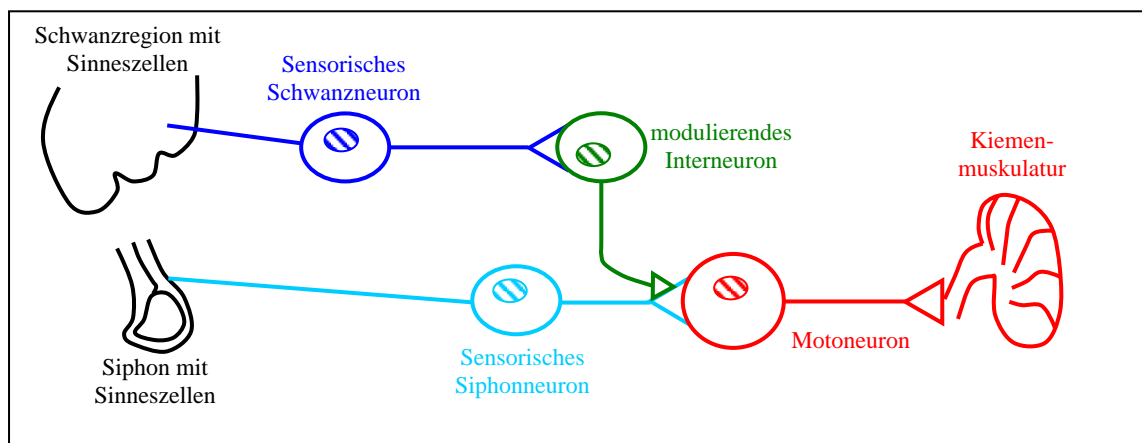 Schwanzregion mit
Sinneszellen
Sensorisches
Schwanzneuron
modulierendes
Interneuron
Kiemen-
muskulatur
Siphon mit
Sinneszellen
Sensorisches
Siphonneuron
Motoneuron